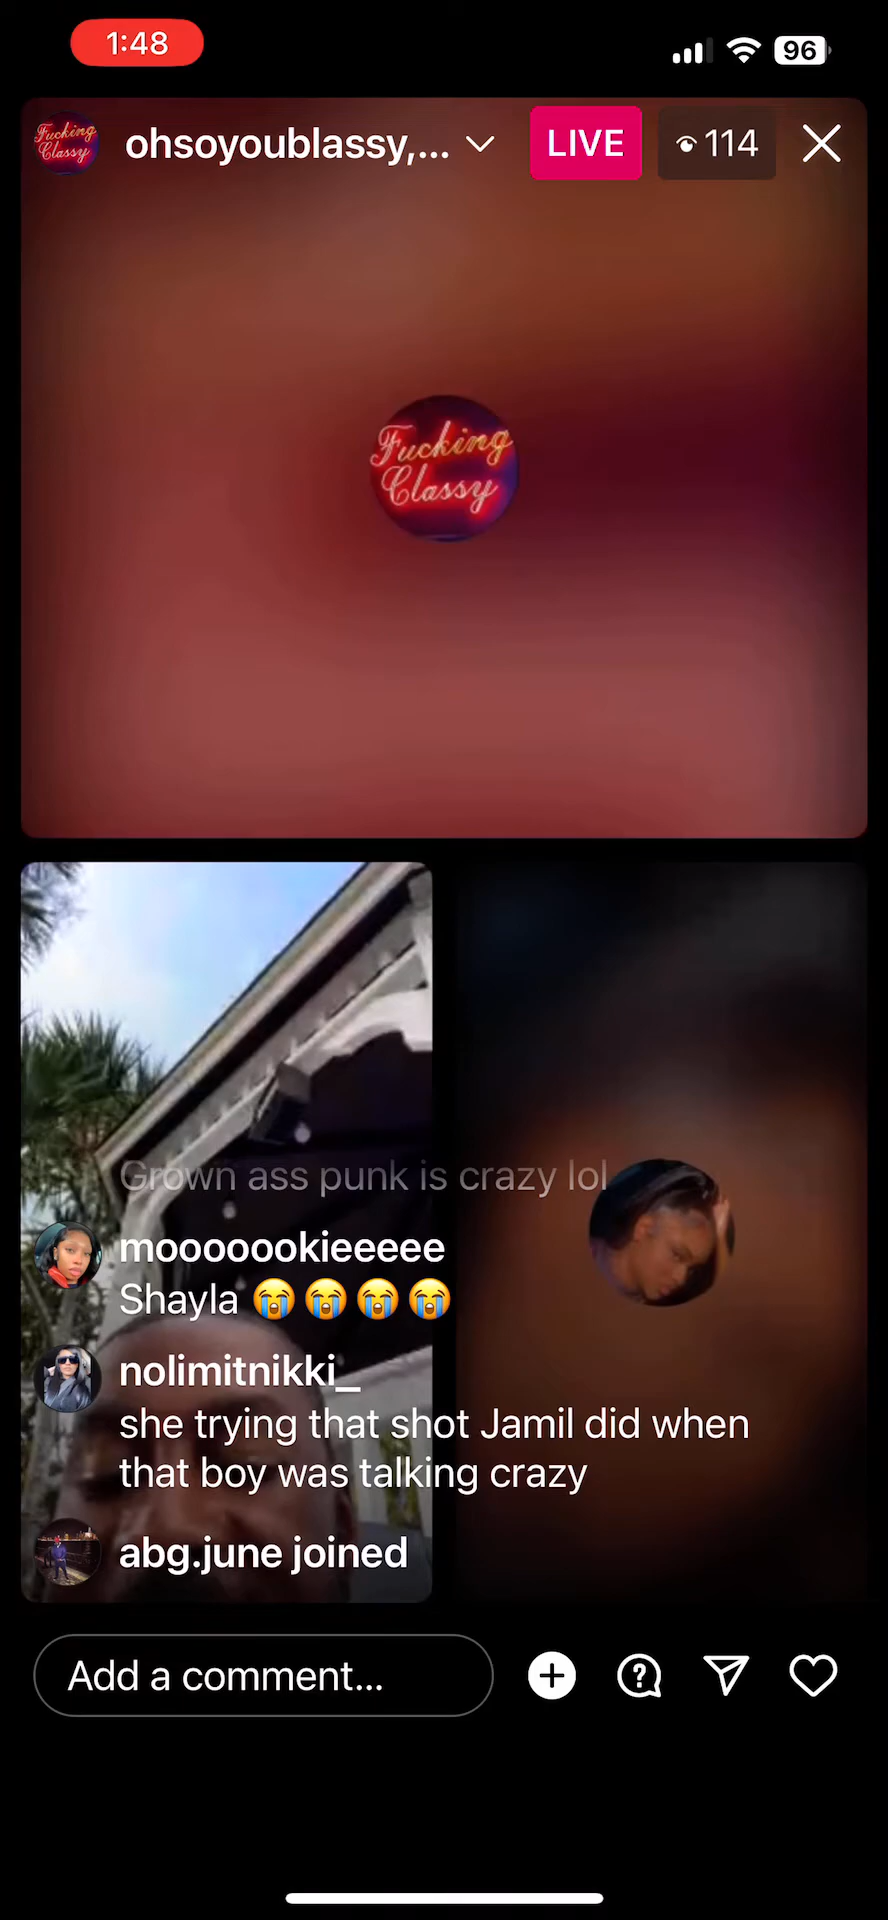 1:48
96
Fucking
Classy
ohsoyoublassy,...
LIVE
114
Fucking
Classy
Grown ass punk is crazy lol
mooooookieeeee
Shayla 😭😭😭😭
nolimitnikki_
she trying that shot Jamil did when
that boy was talking crazy
abg.june joined
Add a comment...